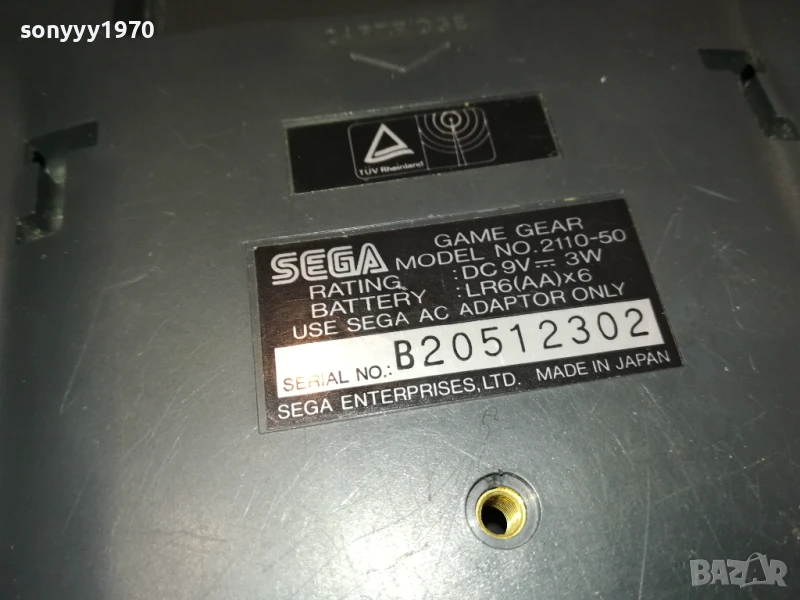 sonyyy1970
TÜV Rheinland
SEGA
GAME GEAR
MODEL NO. 2110-50
RATING : DC 9V ⎓ 3W
BATTERY : LR6(AA)x6
USE SEGA AC ADAPTOR ONLY
SERIAL NO.: B20512302
SEGA ENTERPRISES, LTD. MADE IN JAPAN
BAZAR